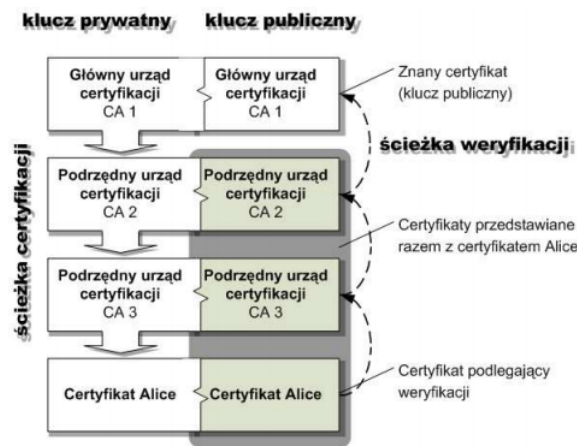 klucz prywatny
klucz publiczny
Główny urząd
certyfikacji
CA 1
Główny urząd
certyfikacji
CA 1
Znany certyfikat
(klucz publiczny)
ścieżka weryfikacji
ścieżka certyfikacji
Podrzędny urząd
certyfikacji
CA 2
Podrzędny urząd
certyfikacji
CA 2
Certyfikaty przedstawiane
razem z certyfikatem Alice
Podrzędny urząd
certyfikacji
CA 3
Podrzędny urząd
certyfikacji
CA 3
Certyfikat Alice
Certyfikat Alice
Certyfikat podlegający
weryfikacji